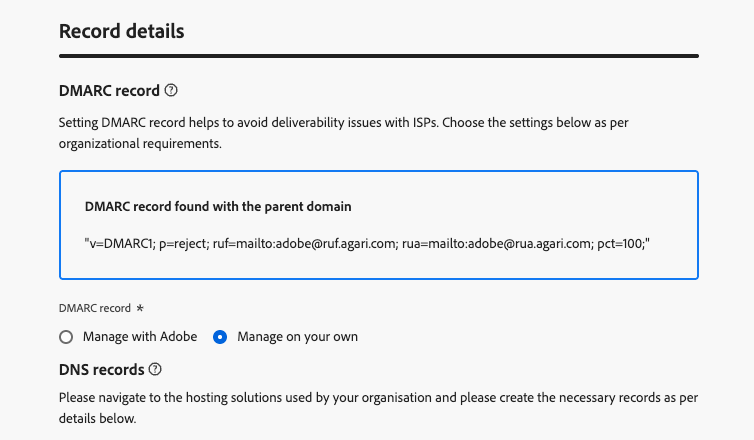 Record details
DMARC record
Setting DMARC record helps to avoid deliverability issues with ISPs. Choose the settings below as per
organizational requirements.
DMARC record found with the parent domain
"v=DMARC1; p=reject; ruf=mailto:adobe@ruf.agari.com; rua=mailto:adobe@rua.agari.com; pct=100;"
DMARC record *
Manage with Adobe Manage on your own
DNS records
Please navigate to the hosting solutions used by your organisation and please create the necessary records as per
details below.